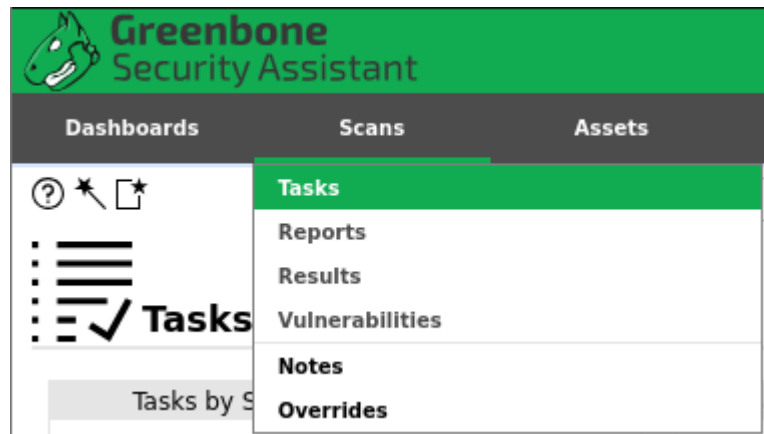 Greenbone
Security Assistant
Dashboards Scans Assets
Tasks
Reports
Results
Vulnerabilities
Notes
Overrides
Tasks
Tasks by S